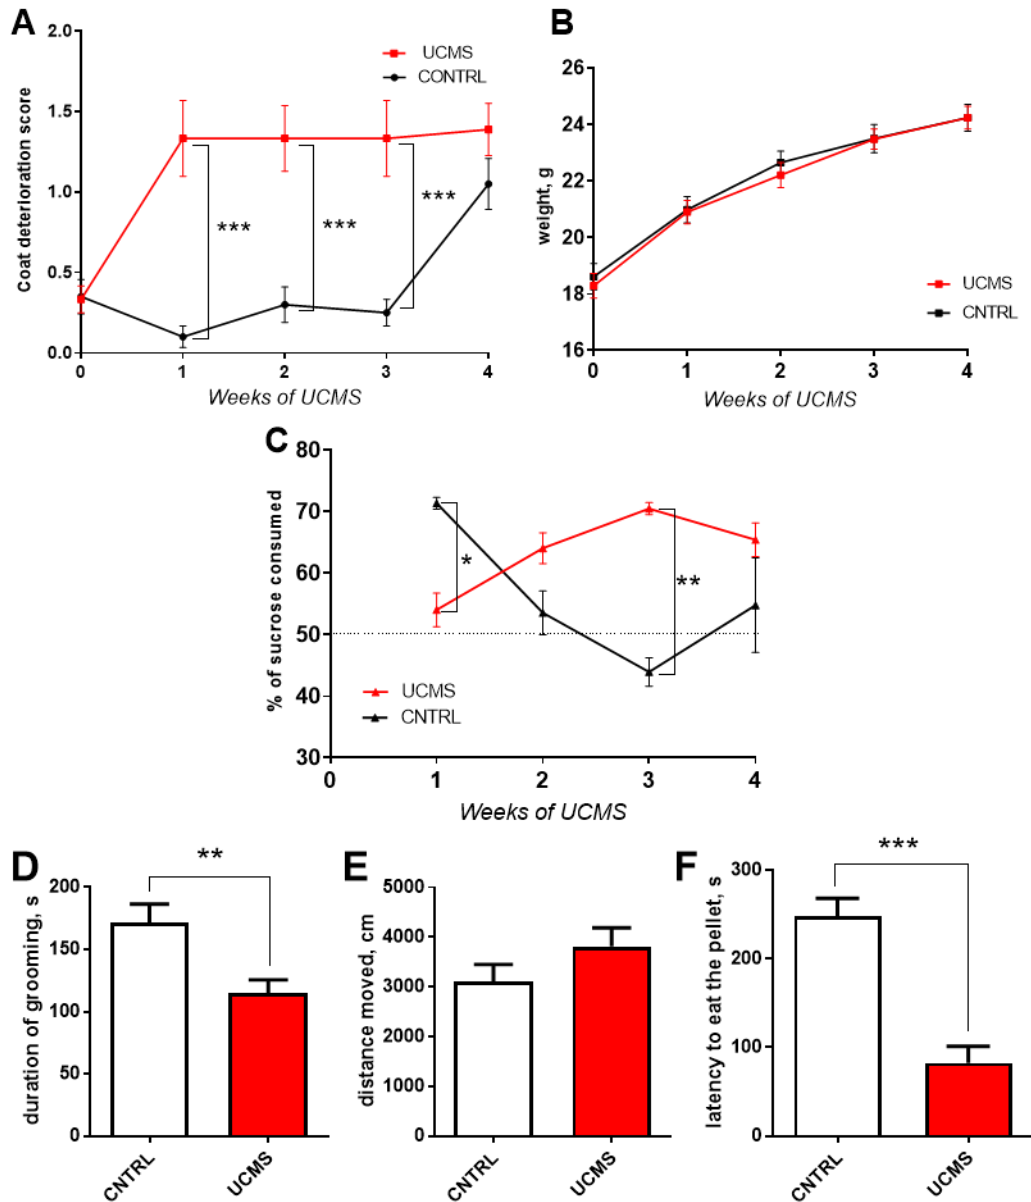 A
2.0
1.5
1.0
0.5
0.0
Coat deterioration score
UCMS
CONTRL
***
***
***
0 1 2 3 4
Weeks of UCMS
B
26
24
22
20
18
16
weight, g
UCMS
CNTRL
0 1 2 3 4
Weeks of UCMS
C
80
70
60
50
40
30
% of sucrose consumed
*
**
UCMS
CNTRL
0 1 2 3 4
Weeks of UCMS
D
**
200
150
100
50
0
duration of grooming, s
CNTRL
UCMS
E
5000
4000
3000
2000
1000
0
distance moved, cm
CNTRL
UCMS
F
***
300
200
100
0
latency to eat the pellet, s
CNTRL
UCMS